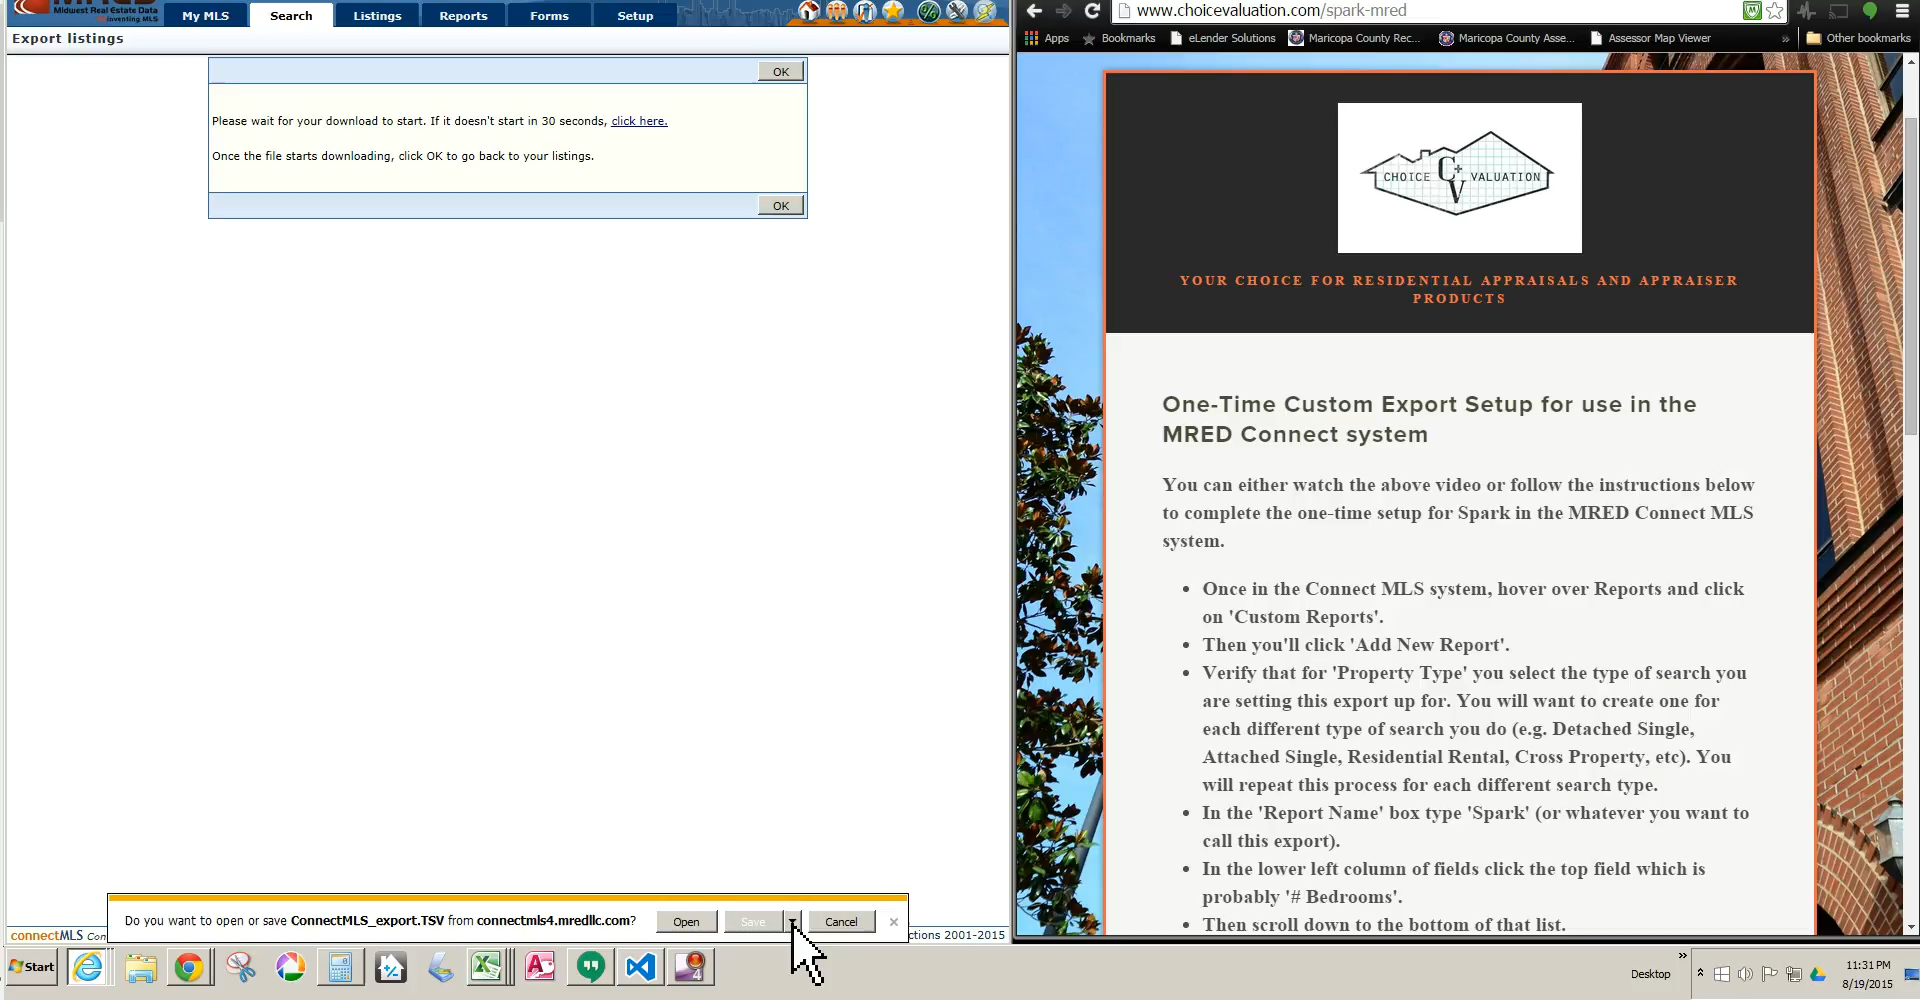 Midwest Real Estate Data
reinventing MLS
My MLS
Search
Listings
Reports
Forms
Setup
Export listings
OK
Please wait for your download to start. If it doesn't start in 30 seconds, click here.
Once the file starts downloading, click OK to go back to your listings.
OK
Do you want to open or save ConnectMLS_export.TSV from connectmls4.mredllc.com?
Open
Save
Cancel
connectMLS
ctions 2001-2015
www.choicevaluation.com/spark-mred
Apps
Bookmarks
eLender Solutions
Maricopa County Rec...
Maricopa County Asse...
Assessor Map Viewer
»
Other bookmarks
CHOICE C+V VALUATION
YOUR CHOICE FOR RESIDENTIAL APPRAISALS AND APPRAISER
PRODUCTS
One-Time Custom Export Setup for use in the
MRED Connect system
You can either watch the above video or follow the instructions below
to complete the one-time setup for Spark in the MRED Connect MLS
system.
• Once in the Connect MLS system, hover over Reports and click
on 'Custom Reports'.
• Then you'll click 'Add New Report'.
• Verify that for 'Property Type' you select the type of search you
are setting this export up for. You will want to create one for
each different type of search you do (e.g. Detached Single,
Attached Single, Residential Rental, Cross Property, etc). You
will repeat this process for each different search type.
• In the 'Report Name' box type 'Spark' (or whatever you want to
call this export).
• In the lower left column of fields click the top field which is
probably '# Bedrooms'.
• Then scroll down to the bottom of that list.
Start
Desktop
»
11:31 PM
8/19/2015